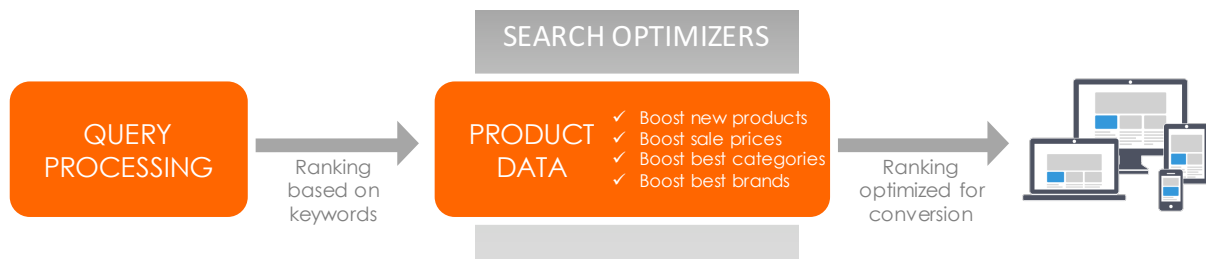 SEARCH OPTIMIZERS
QUERY
PROCESSING
Ranking
based on
keywords
PRODUCT
DATA
✓ Boost new products
✓ Boost sale prices
✓ Boost best categories
✓ Boost best brands
Ranking
optimized for
conversion